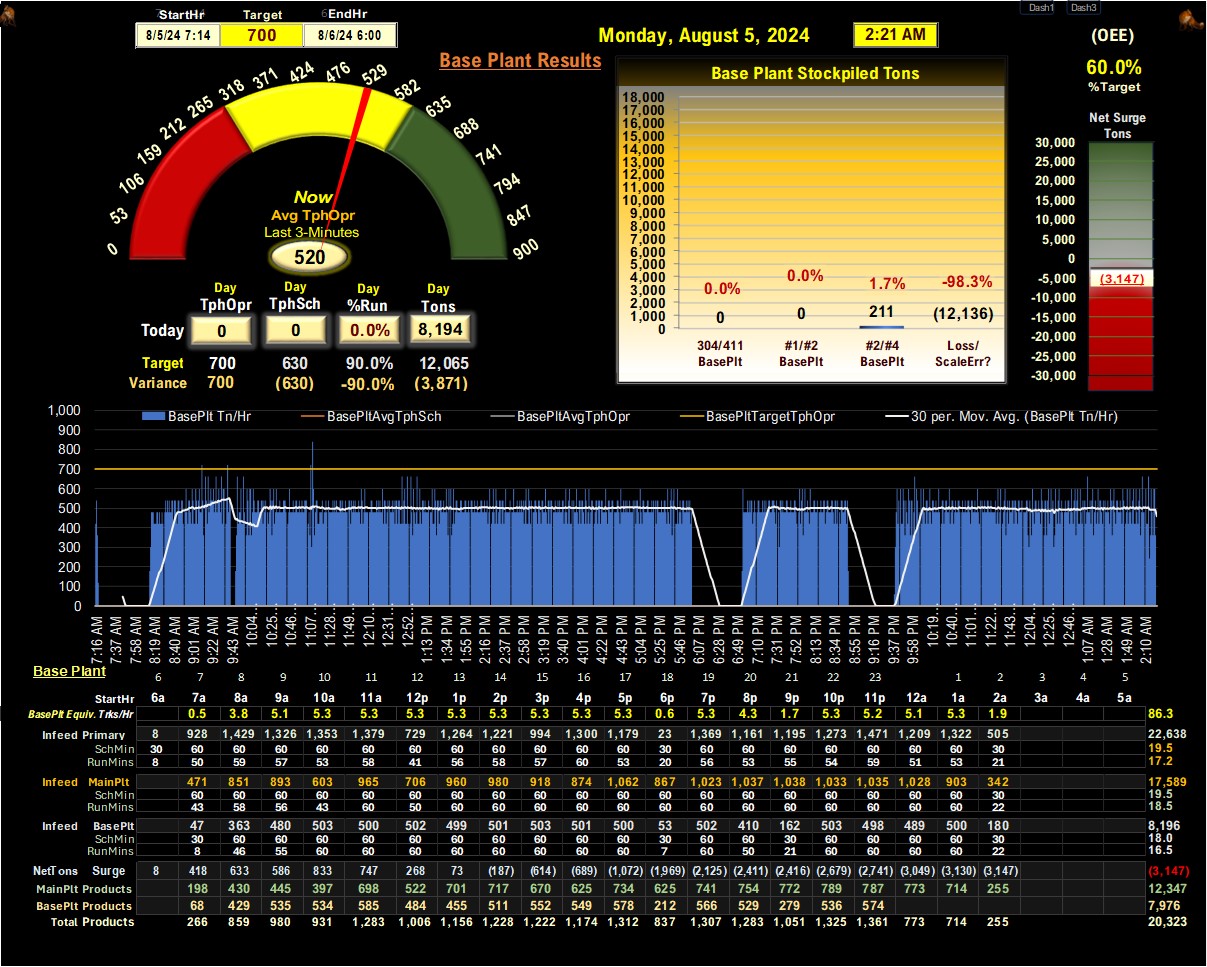 Dash1 Dash3
StartHr Target EndHr
8/5/24 7:14 700 8/6/24 6:00
Monday, August 5, 2024 2:21 AM
(OEE)
60.0%
%Target
Base Plant Results
0 53 106 159 212 265 318 371 424 476 529 582 635 688 741 794 847 900
Now
Avg TphOpr
Last 3-Minutes
520
Day Day Day Day
TphOpr TphSch %Run Tons
Today 0 0 0.0% 8,194
Target 700 630 90.0% 12,065
Variance 700 (630) -90.0% (3,871)
Base Plant Stockpiled Tons
18,000
17,000
16,000
15,000
14,000
13,000
12,000
11,000
10,000
9,000
8,000
7,000
6,000
5,000
4,000
3,000
2,000
1,000
0
0.0% 0.0% 1.7% -98.3%
0 0 211 (12,136)
304/411 #1/#2 #2/#4 Loss/
BasePlt BasePlt BasePlt ScaleErr?
Net Surge
Tons
30,000
25,000
20,000
15,000
10,000
5,000
0
-5,000
-10,000
-15,000
-20,000
-25,000
-30,000
(3,147)
BasePlt Tn/Hr BasePltAvgTphSch BasePltAvgTphOpr BasePltTargetTphOpr 30 per. Mov. Avg. (BasePlt Tn/Hr)
1,000
900
800
700
600
500
400
300
200
100
0
7:16 AM 7:37 AM 7:58 AM 8:19 AM 8:40 AM 9:01 AM 9:22 AM 9:43 AM 10:04... 10:25... 10:46... 11:07... 11:28... 11:49... 12:10... 12:31... 12:52... 1:13 PM 1:34 PM 1:55 PM 2:16 PM 2:37 PM 2:58 PM 3:19 PM 3:40 PM 4:01 PM 4:22 PM 4:43 PM 5:04 PM 5:25 PM 5:46 PM 6:07 PM 6:28 PM 6:49 PM 7:10 PM 7:31 PM 7:52 PM 8:13 PM 8:34 PM 8:55 PM 9:16 PM 9:37 PM 9:58 PM 10:19... 10:40... 11:01... 11:22... 11:43... 12:04... 12:25... 12:46... 1:07 AM 1:28 AM 1:49 AM 2:10 AM
Base Plant
6 7 8 9 10 11 12 13 14 15 16 17 18 19 20 21 22 23 1 2 3 4 5
StartHr 6a 7a 8a 9a 10a 11a 12p 1p 2p 3p 4p 5p 6p 7p 8p 9p 10p 11p 12a 1a 2a 3a 4a 5a
BasePlt Equiv. Trks/Hr 0.5 3.8 5.1 5.3 5.3 5.3 5.3 5.3 5.3 5.3 5.3 0.6 5.3 4.3 1.7 5.3 5.2 5.1 5.3 1.9 86.3
Infeed Primary 8 928 1,429 1,326 1,353 1,379 729 1,264 1,221 994 1,300 1,179 23 1,369 1,161 1,195 1,273 1,471 1,209 1,322 505 22,638
SchMin 30 60 60 60 60 60 60 60 60 60 60 60 30 60 60 60 60 60 60 60 30 19.5
RunMin 8 50 59 57 53 58 41 56 58 57 60 53 20 56 53 55 54 59 51 53 21 17.2
Infeed MainPlt 471 851 893 603 965 706 960 980 918 874 1,062 867 1,023 1,037 1,038 1,033 1,035 1,028 903 342 17,589
SchMin 60 60 60 60 60 60 60 60 60 60 60 60 60 60 60 60 60 60 60 30 19.5
RunMins 43 58 56 43 60 50 60 60 60 60 60 60 60 60 60 60 60 60 60 22 18.5
Infeed BasePlt 47 363 480 503 500 502 499 501 503 501 500 52 502 410 162 503 498 489 500 180 8,196
SchMin 60 60 60 60 60 60 60 60 60 60 60 30 60 60 30 60 60 60 60 30 18.0
RunMins 8 46 55 60 60 60 60 60 60 60 60 7 60 50 21 60 60 60 60 22 16.5
NetTons Surge 8 418 633 586 833 747 268 73 (187) (614) (689) (1,072) (1,969) (2,125) (2,411) (2,416) (2,679) (2,741) (3,049) (3,130) (3,147) (3,147)
MainPlt Products 198 430 445 397 698 522 701 717 670 625 734 625 741 754 772 789 787 773 714 255 12,347
BasePlt Products 68 429 535 534 585 484 455 511 552 549 578 212 566 529 279 536 574 7,976
Total Products 266 859 980 931 1,283 1,006 1,156 1,228 1,222 1,174 1,312 837 1,307 1,283 1,051 1,325 1,361 773 714 255 20,323